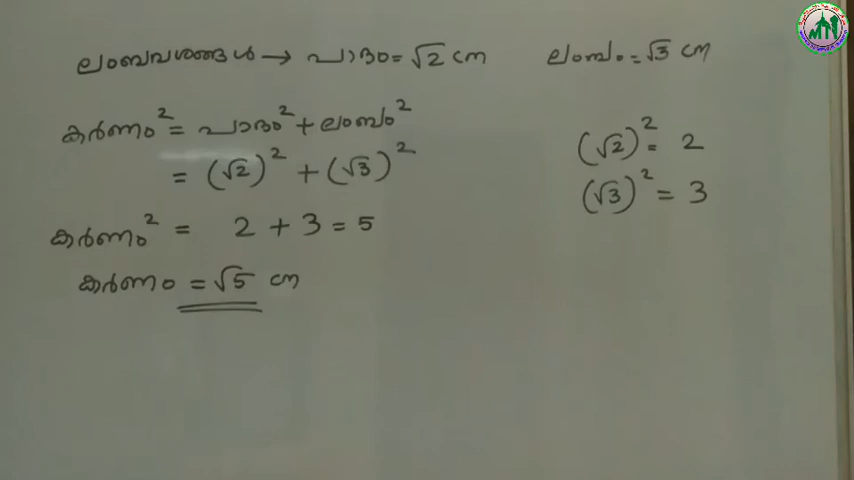 ലംബവശങ്ങൾ → പാദം = √2 cm ലംബം = √3 cm
കർണം² = പാദം² + ലംബം²
= (√2)² + (√3)²
(√2)² = 2
(√3)² = 3
കർണം² = 2 + 3 = 5
കർണം = √5 cm